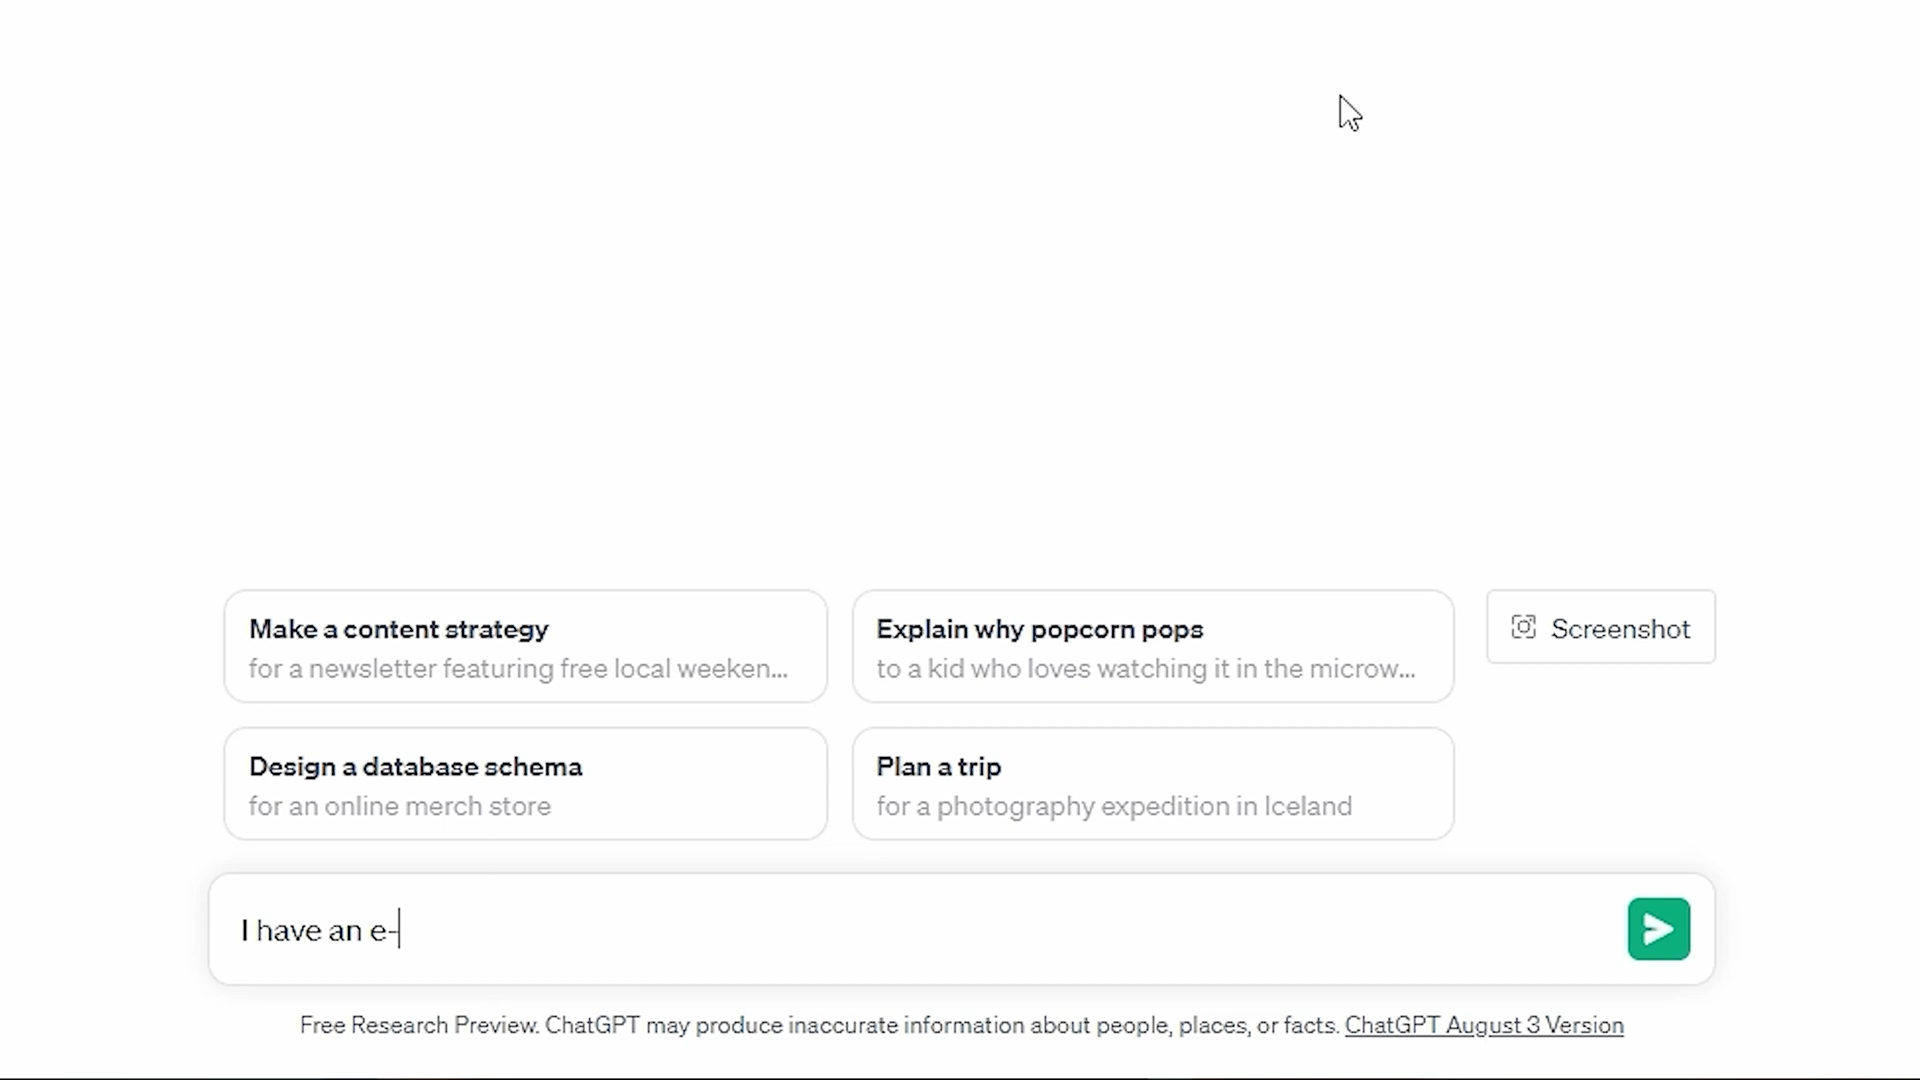 Make a content strategy
for a newsletter featuring free local weeken...
Explain why popcorn pops
to a kid who loves watching it in the microw...
Screenshot
Design a database schema
for an online merch store
Plan a trip
for a photography expedition in Iceland
I have an e-
Free Research Preview. ChatGPT may produce inaccurate information about people, places, or facts. ChatGPT August 3 Version